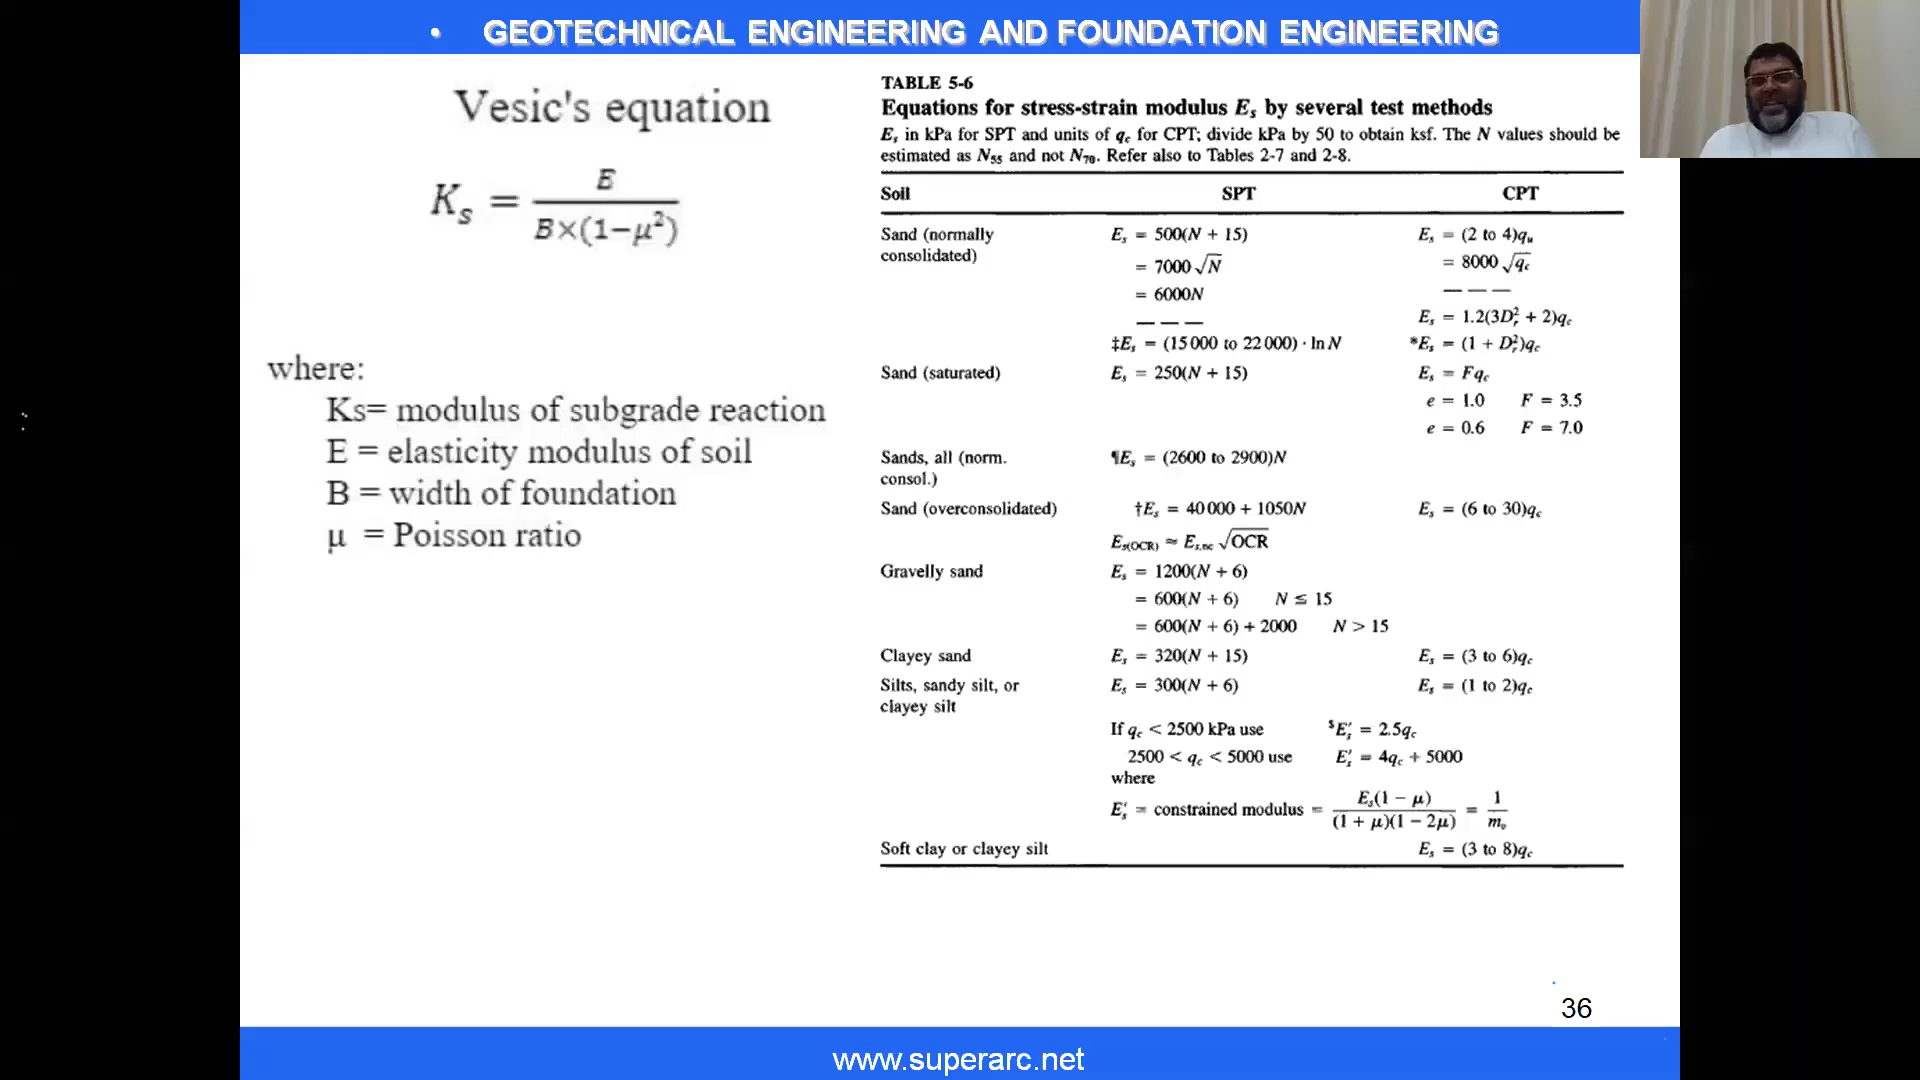 • GEOTECHNICAL ENGINEERING AND FOUNDATION ENGINEERING
Vesic's equation
K_s = E / B×(1−μ²)
where:
Ks= modulus of subgrade reaction
E = elasticity modulus of soil
B = width of foundation
μ = Poisson ratio
TABLE 5-6
Equations for stress-strain modulus E_s by several test methods
E_s in kPa for SPT and units of q_c for CPT; divide kPa by 50 to obtain ksf. The N values should be
estimated as N_55 and not N_70. Refer also to Tables 2-7 and 2-8.
Soil SPT CPT
Sand (normally E_s = 500(N + 15) E_s = (2 to 4)q_u
consolidated) = 7000√N = 8000√q_c
= 6000N — — —
— — — E_s = 1.2(3D_r² + 2)q_c
‡E_s = (15 000 to 22 000) · ln N *E_s = (1 + D_r²)q_c
Sand (saturated) E_s = 250(N + 15) E_s = Fq_c
e = 1.0 F = 3.5
e = 0.6 F = 7.0
Sands, all (norm. ¶E_s = (2600 to 2900)N
consol.)
Sand (overconsolidated) †E_s = 40 000 + 1050N E_s = (6 to 30)q_c
E_s(OCR) ≈ E_s,nc √OCR
Gravelly sand E_s = 1200(N + 6)
= 600(N + 6) N ≤ 15
= 600(N + 6) + 2000 N > 15
Clayey sand E_s = 320(N + 15) E_s = (3 to 6)q_c
Silts, sandy silt, or E_s = 300(N + 6) E_s = (1 to 2)q_c
clayey silt
If q_c < 2500 kPa use §E'_s = 2.5q_c
2500 < q_c < 5000 use E'_s = 4q_c + 5000
where
E'_s = constrained modulus = E_s(1 − μ) / (1 + μ)(1 − 2μ) = 1 / m_v
Soft clay or clayey silt E_s = (3 to 8)q_c
36
www.superarc.net